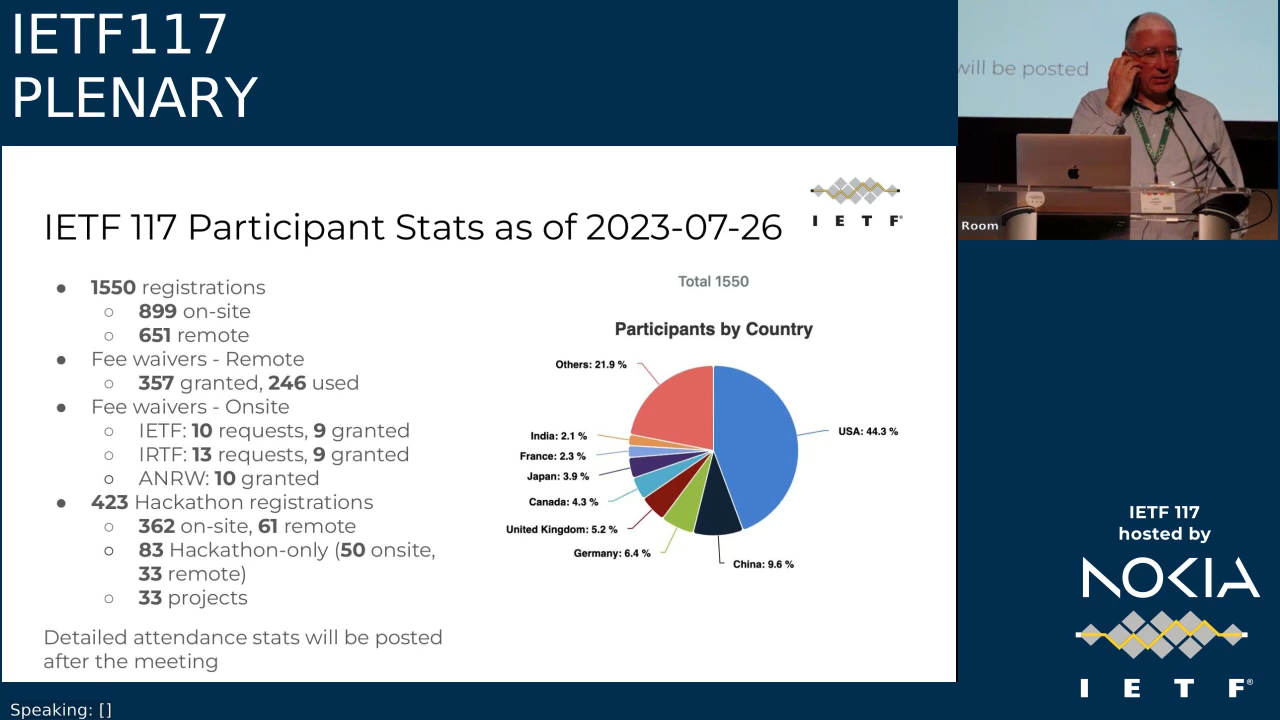 IETF117
PLENARY
will be posted
Room
IETF 117 Participant Stats as of 2023-07-26
I E T F®
● 1550 registrations
○ 899 on-site
○ 651 remote
● Fee waivers - Remote
○ 357 granted, 246 used
● Fee waivers - Onsite
○ IETF: 10 requests, 9 granted
○ IRTF: 13 requests, 9 granted
○ ANRW: 10 granted
● 423 Hackathon registrations
○ 362 on-site, 61 remote
○ 83 Hackathon-only (50 onsite,
33 remote)
○ 33 projects
Detailed attendance stats will be posted
after the meeting
Total 1550
Participants by Country
Others: 21.9 %
USA: 44.3 %
India: 2.1 %
France: 2.3 %
Japan: 3.9 %
Canada: 4.3 %
United Kingdom: 5.2 %
Germany: 6.4 %
China: 9.6 %
IETF 117
hosted by
NOKIA
I E T F®
Speaking: []